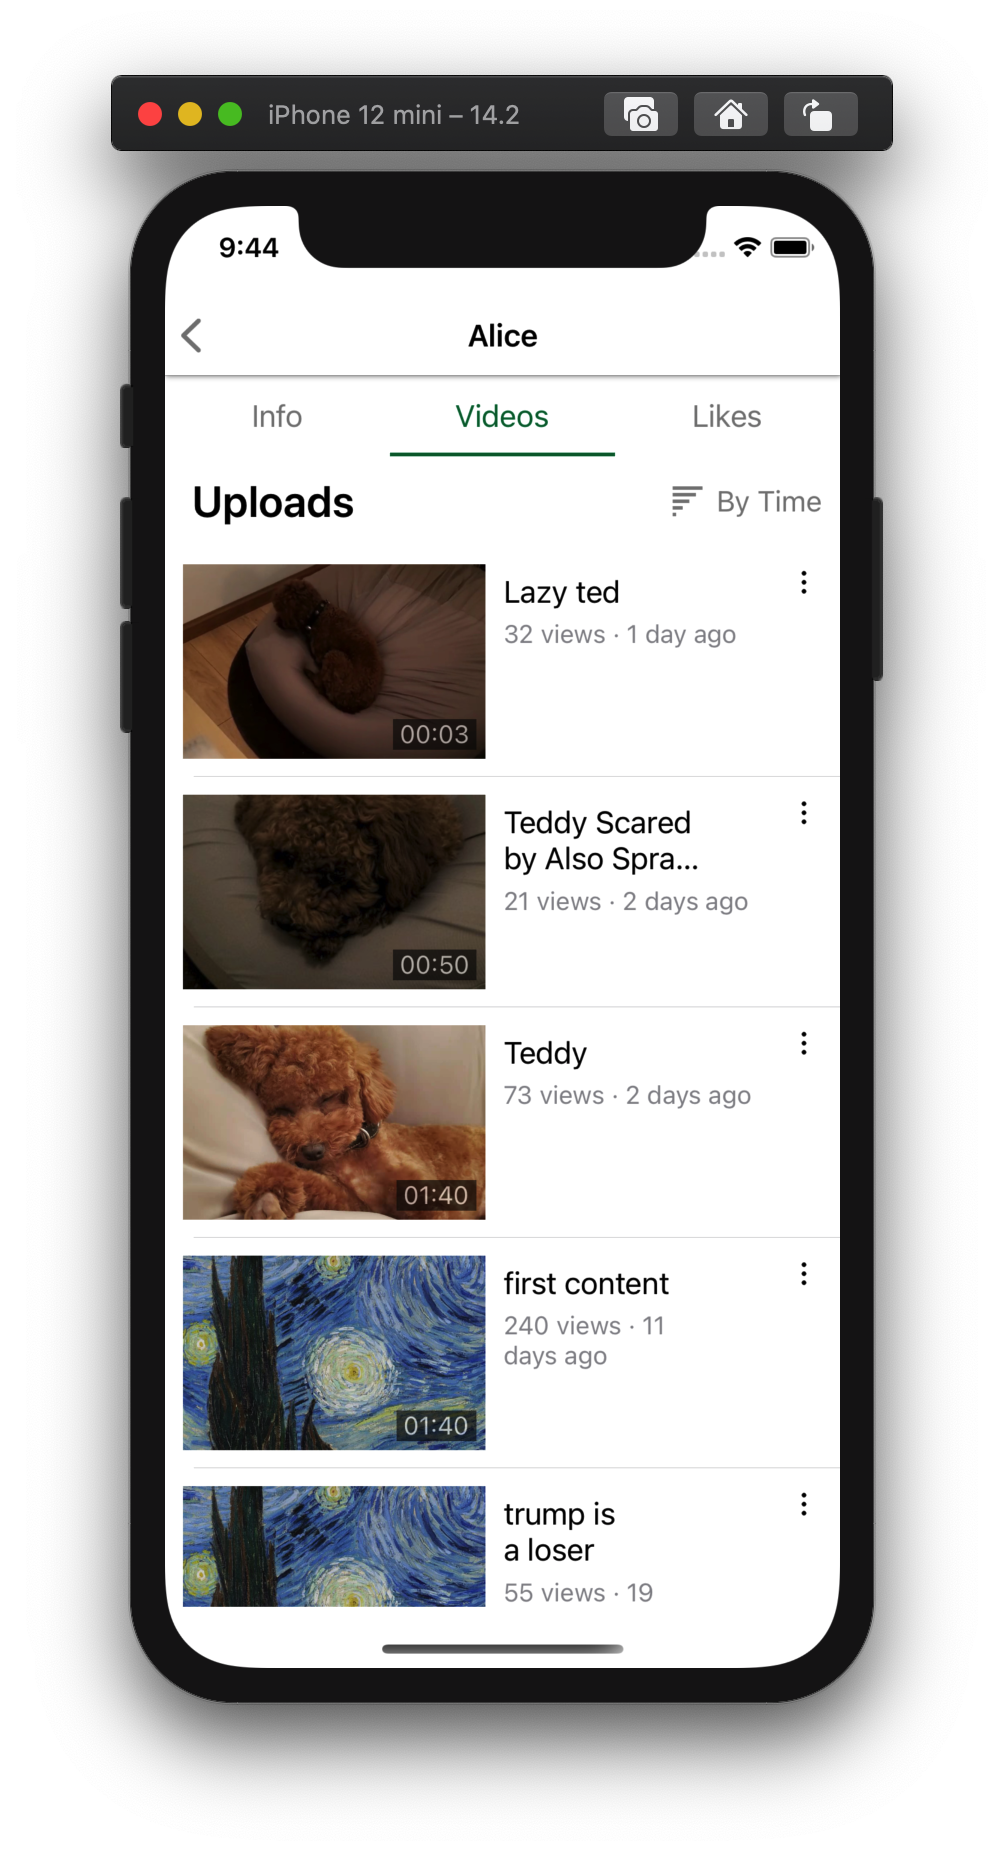 iPhone 12 mini – 14.2
9:44
Alice
Info Videos Likes
Uploads By Time
Lazy ted
32 views · 1 day ago
00:03
Teddy Scared
by Also Spra...
21 views · 2 days ago
00:50
Teddy
73 views · 2 days ago
01:40
first content
240 views · 11
days ago
01:40
trump is
a loser
55 views · 19